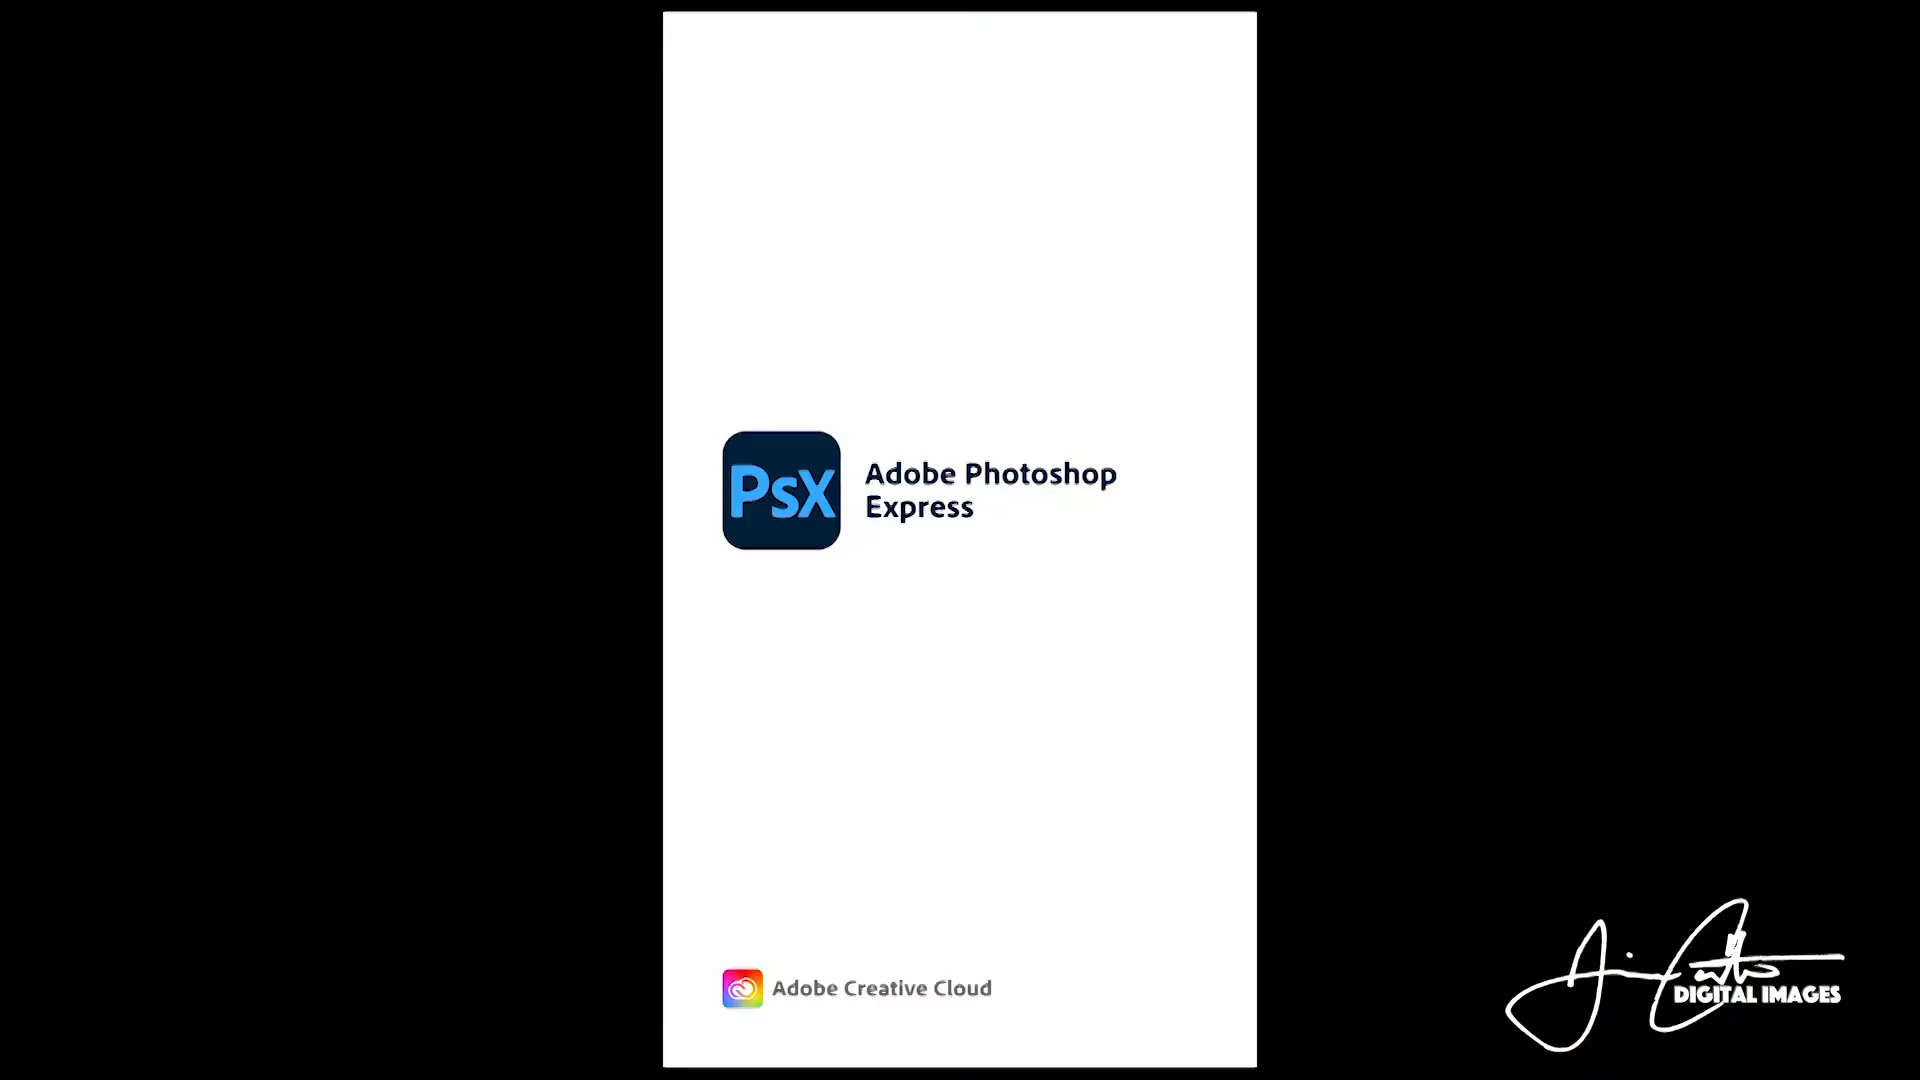 PsX
Adobe Photoshop
Express
Adobe Creative Cloud
DIGITAL IMAGES